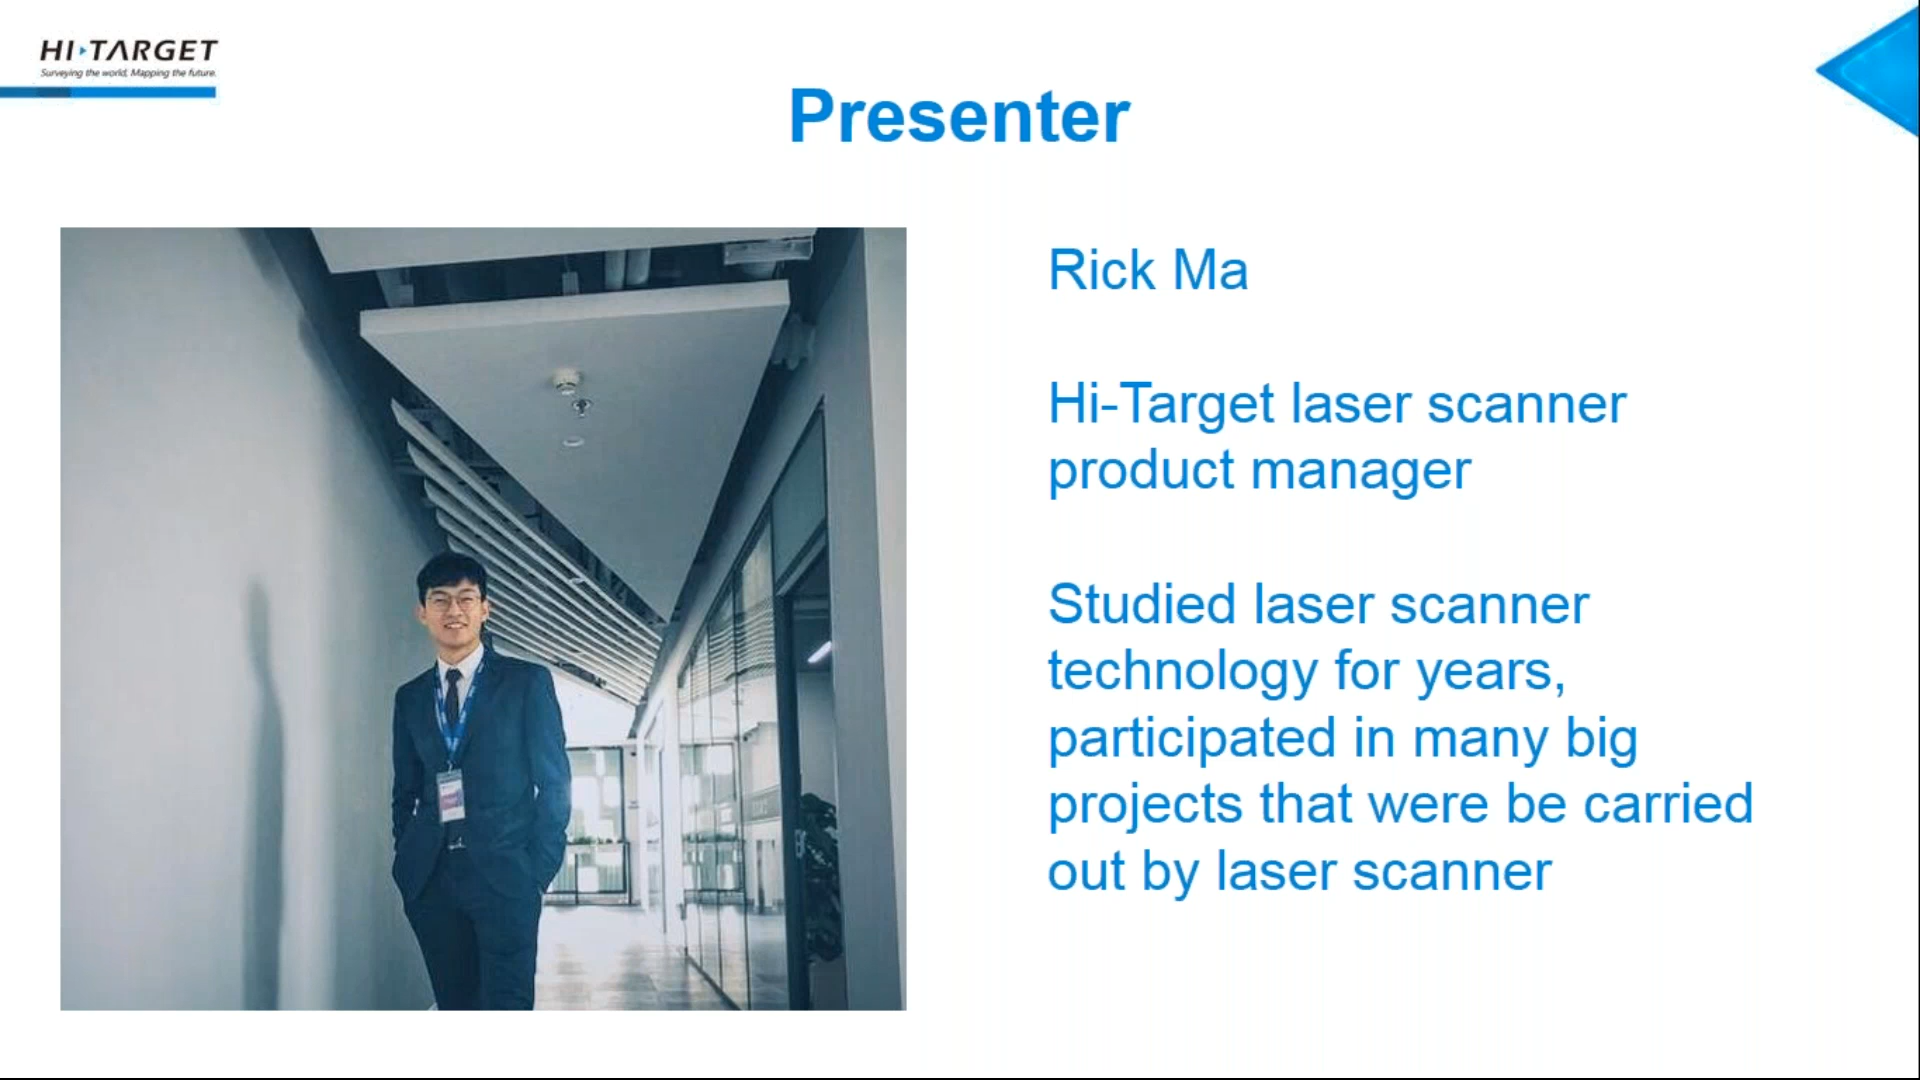 HI TARGET
Surveying the world, Mapping the future.
Presenter
Rick Ma
Hi-Target laser scanner
product manager
Studied laser scanner
technology for years,
participated in many big
projects that were be carried
out by laser scanner